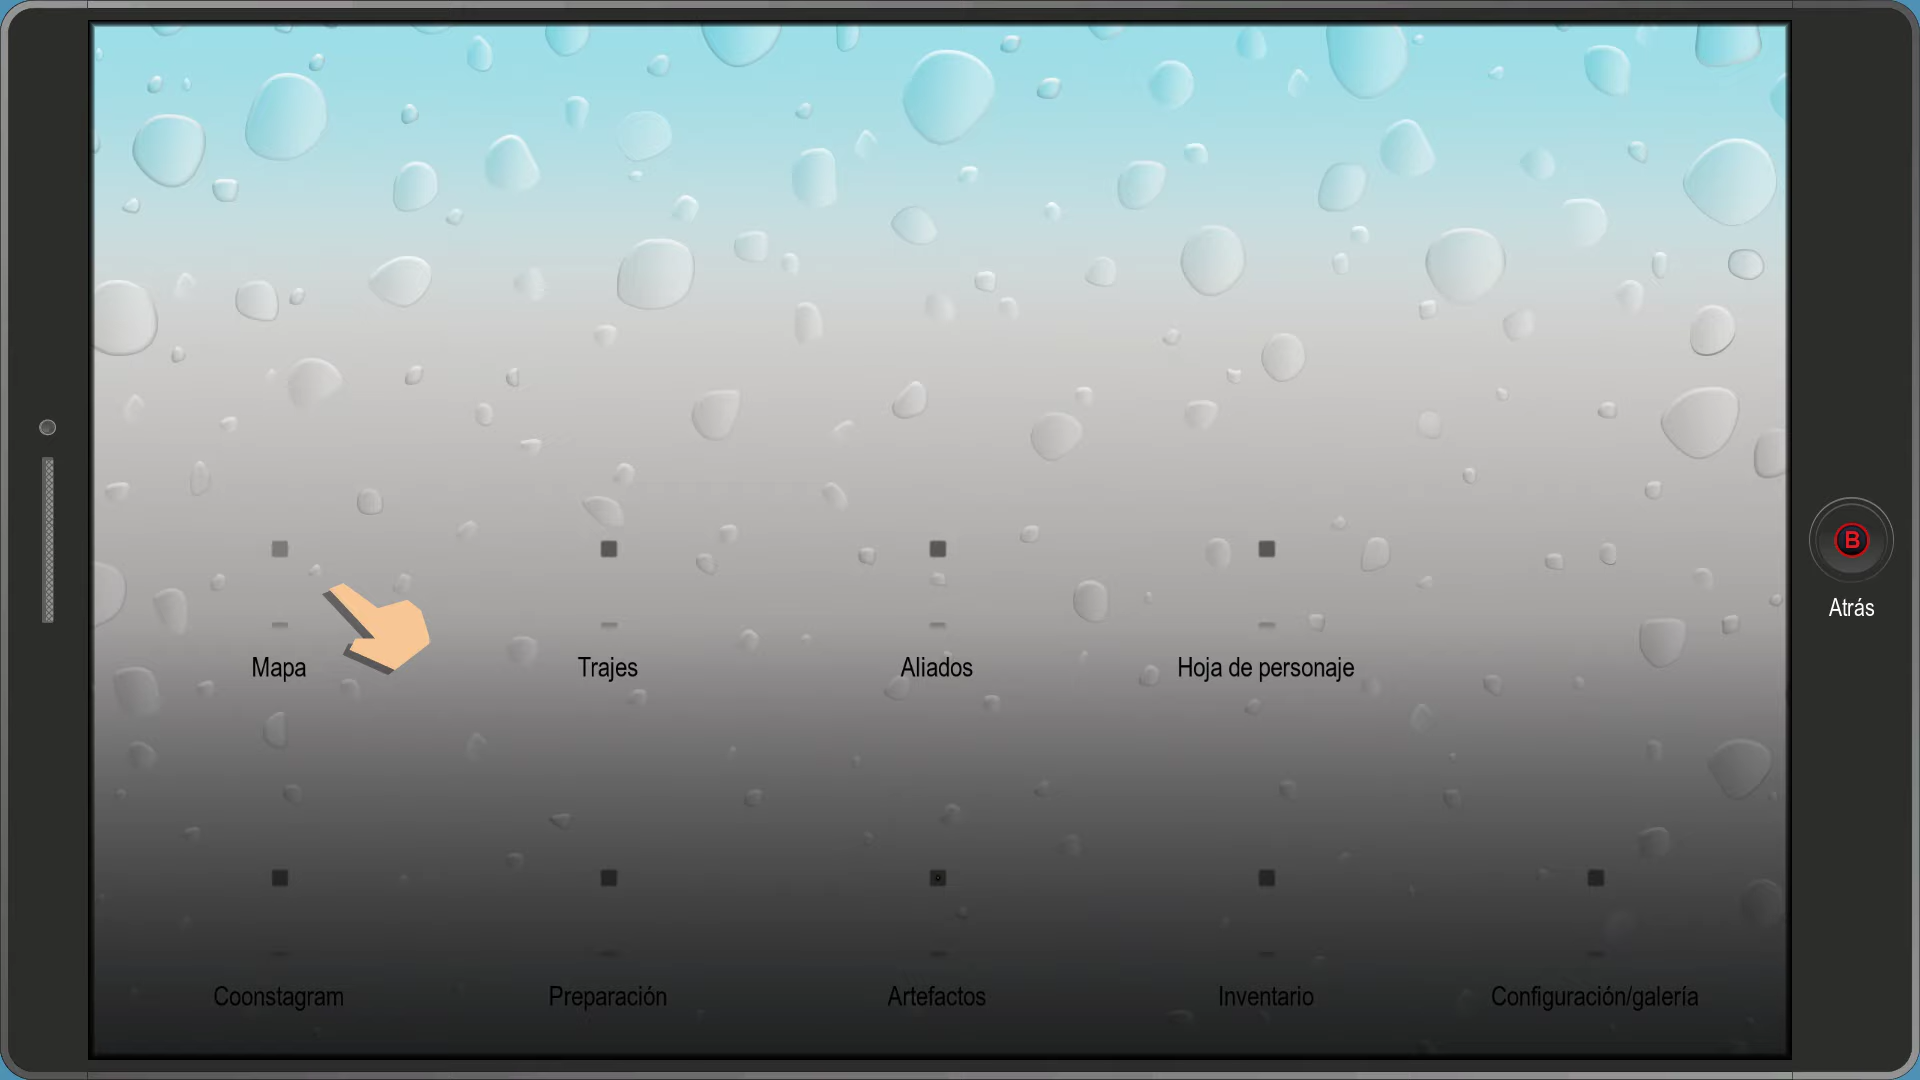 B
Atrás
Mapa
Trajes
Aliados
Hoja de personaje
Coonstagram
Preparación
Artefactos
Inventario
Configuración/galería